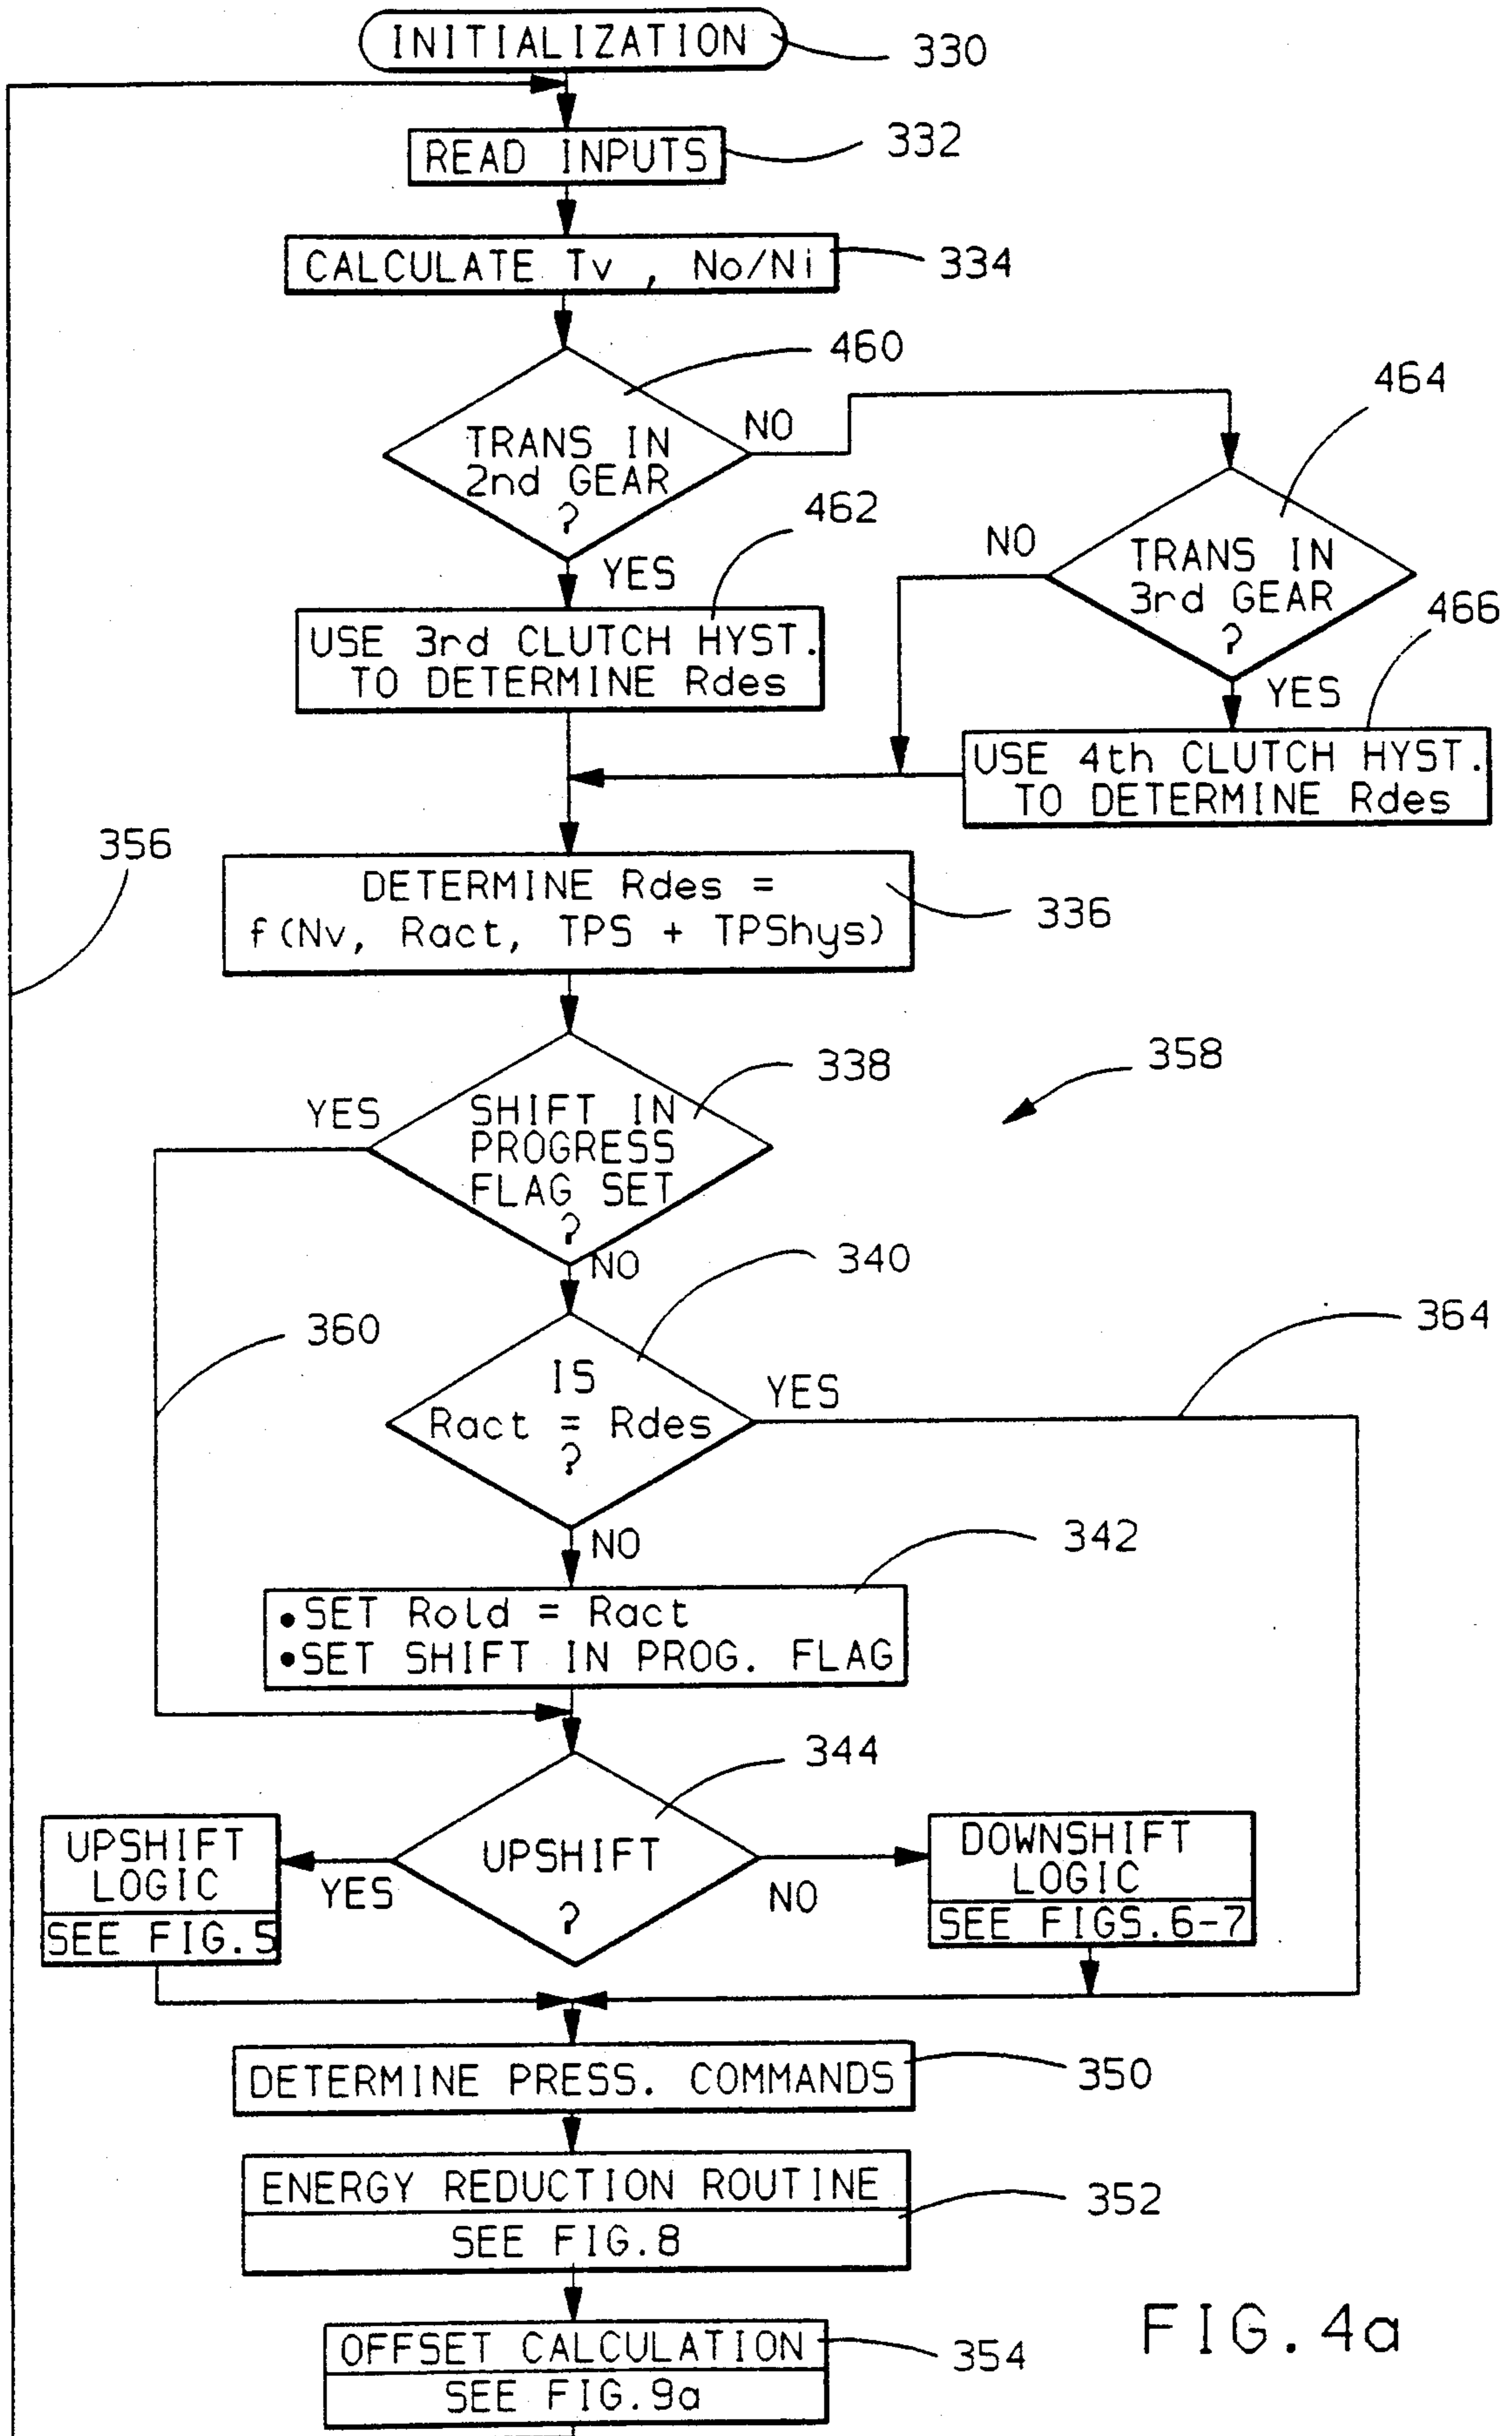 INITIALIZATION
330
READ INPUTS
332
CALCULATE Tv , No/Ni
334
460
TRANS IN
2nd GEAR
?
NO
464
TRANS IN
3rd GEAR
?
NO
YES
462
USE 3rd CLUTCH HYST.
TO DETERMINE Rdes
YES
466
USE 4th CLUTCH HYST.
TO DETERMINE Rdes
356
DETERMINE Rdes =
f(Nv, Ract, TPS + TPShys)
336
358
338
YES
SHIFT IN
PROGRESS
FLAG SET
?
NO
340
360
364
IS
Ract = Rdes
?
YES
NO
342
•SET Rold = Ract
•SET SHIFT IN PROG. FLAG
344
UPSHIFT
?
YES
NO
UPSHIFT
LOGIC
SEE FIG.5
DOWNSHIFT
LOGIC
SEE FIGS.6-7
DETERMINE PRESS. COMMANDS
350
ENERGY REDUCTION ROUTINE
SEE FIG.8
352
OFFSET CALCULATION
SEE FIG.9a
354
FIG.4a